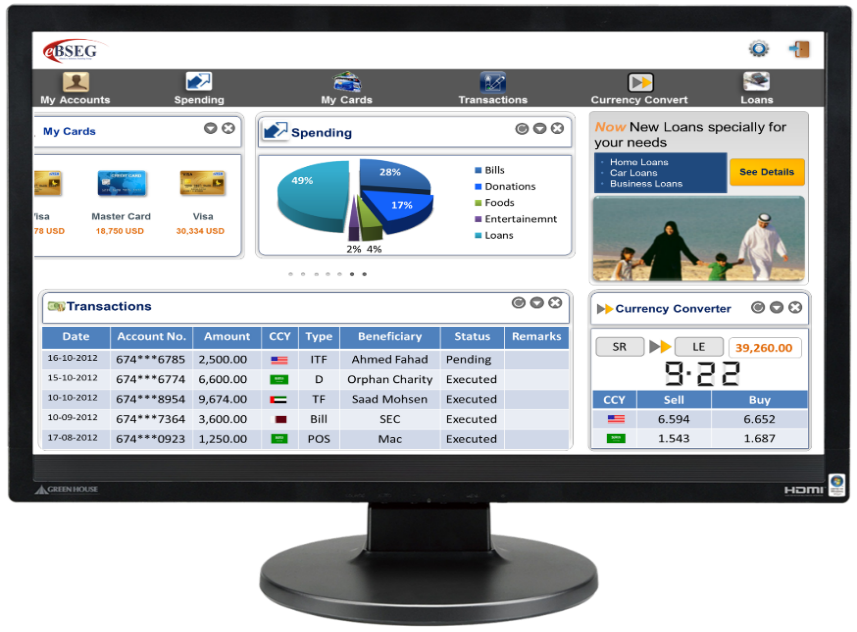 eBSEG
My Accounts
Spending
My Cards
Transactions
Currency Convert
Loans
My Cards
Visa
78 USD
Master Card
18,750 USD
Visa
30,334 USD
Spending
49%
28%
17%
2%
4%
Bills
Donations
Foods
Entertainemnt
Loans
Now New Loans specially for
your needs
· Home Loans
· Car Loans
· Business Loans
See Details
Transactions
Date Account No. Amount CCY Type Beneficiary Status Remarks
16-10-2012 674***6785 2,500.00 ITF Ahmed Fahad Pending
15-10-2012 674***6774 6,600.00 D Orphan Charity Executed
10-10-2012 674***8954 9,674.00 TF Saad Mohsen Executed
10-09-2012 674***7364 3,600.00 Bill SEC Executed
17-08-2012 674***0923 1,250.00 POS Mac Executed
Currency Converter
SR LE 39,260.00
9·22
CCY Sell Buy
6.594 6.652
1.543 1.687
GREEN HOUSE
HDMI